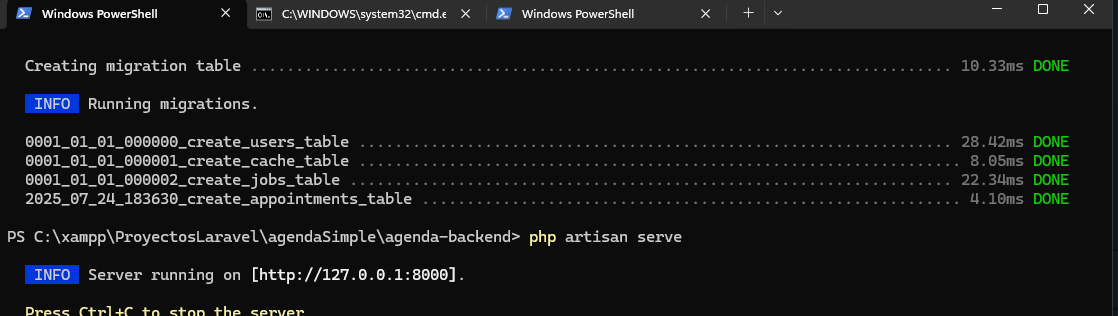 Windows PowerShell
C:\WINDOWS\system32\cmd.e
Windows PowerShell
Creating migration table ........................................................................... 10.33ms DONE
INFO Running migrations.
0001_01_01_000000_create_users_table ............................................................... 28.42ms DONE
0001_01_01_000001_create_cache_table ................................................................ 8.05ms DONE
0001_01_01_000002_create_jobs_table ................................................................ 22.34ms DONE
2025_07_24_183630_create_appointments_table ......................................................... 4.10ms DONE
PS C:\xampp\ProyectosLaravel\agendaSimple\agenda-backend> php artisan serve
INFO Server running on [http://127.0.0.1:8000].
Press Ctrl+C to stop the server